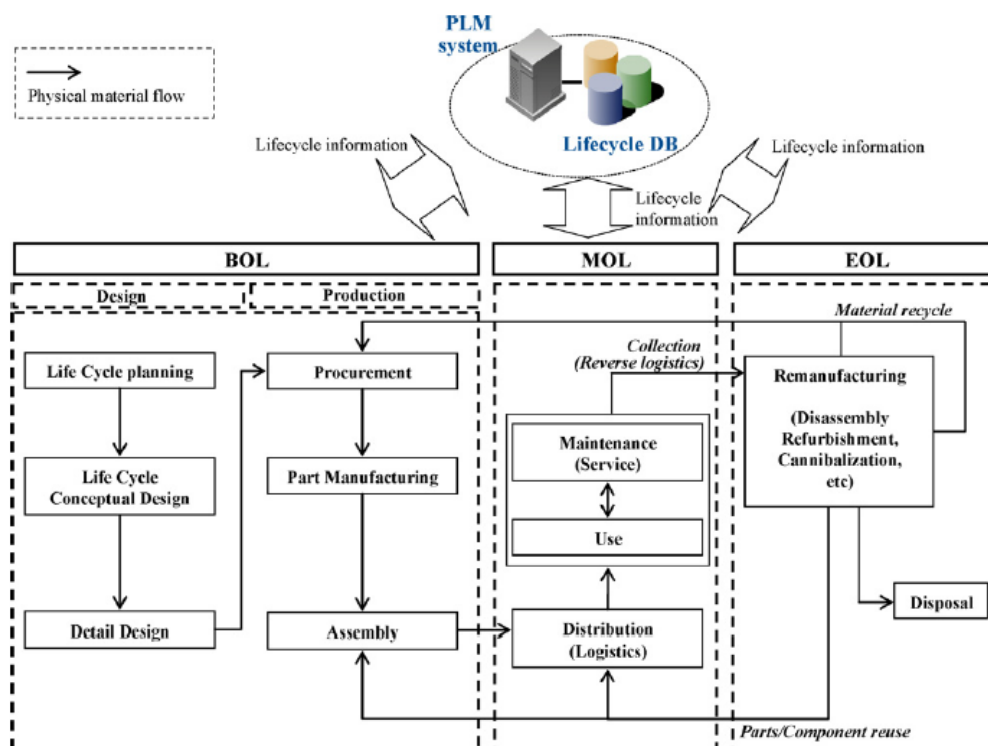 PLM
system
Physical material flow
Lifecycle DB
Lifecycle information
Lifecycle
information
Lifecycle information
BOL
MOL
EOL
Design
Production
Material recycle
Collection
(Reverse logistics)
Life Cycle planning
Procurement
Remanufacturing
(Disassembly
Refurbishment,
Cannibalization,
etc)
Maintenance
(Service)
Life Cycle
Conceptual Design
Part Manufacturing
Use
Disposal
Detail Design
Assembly
Distribution
(Logistics)
Parts/Component reuse